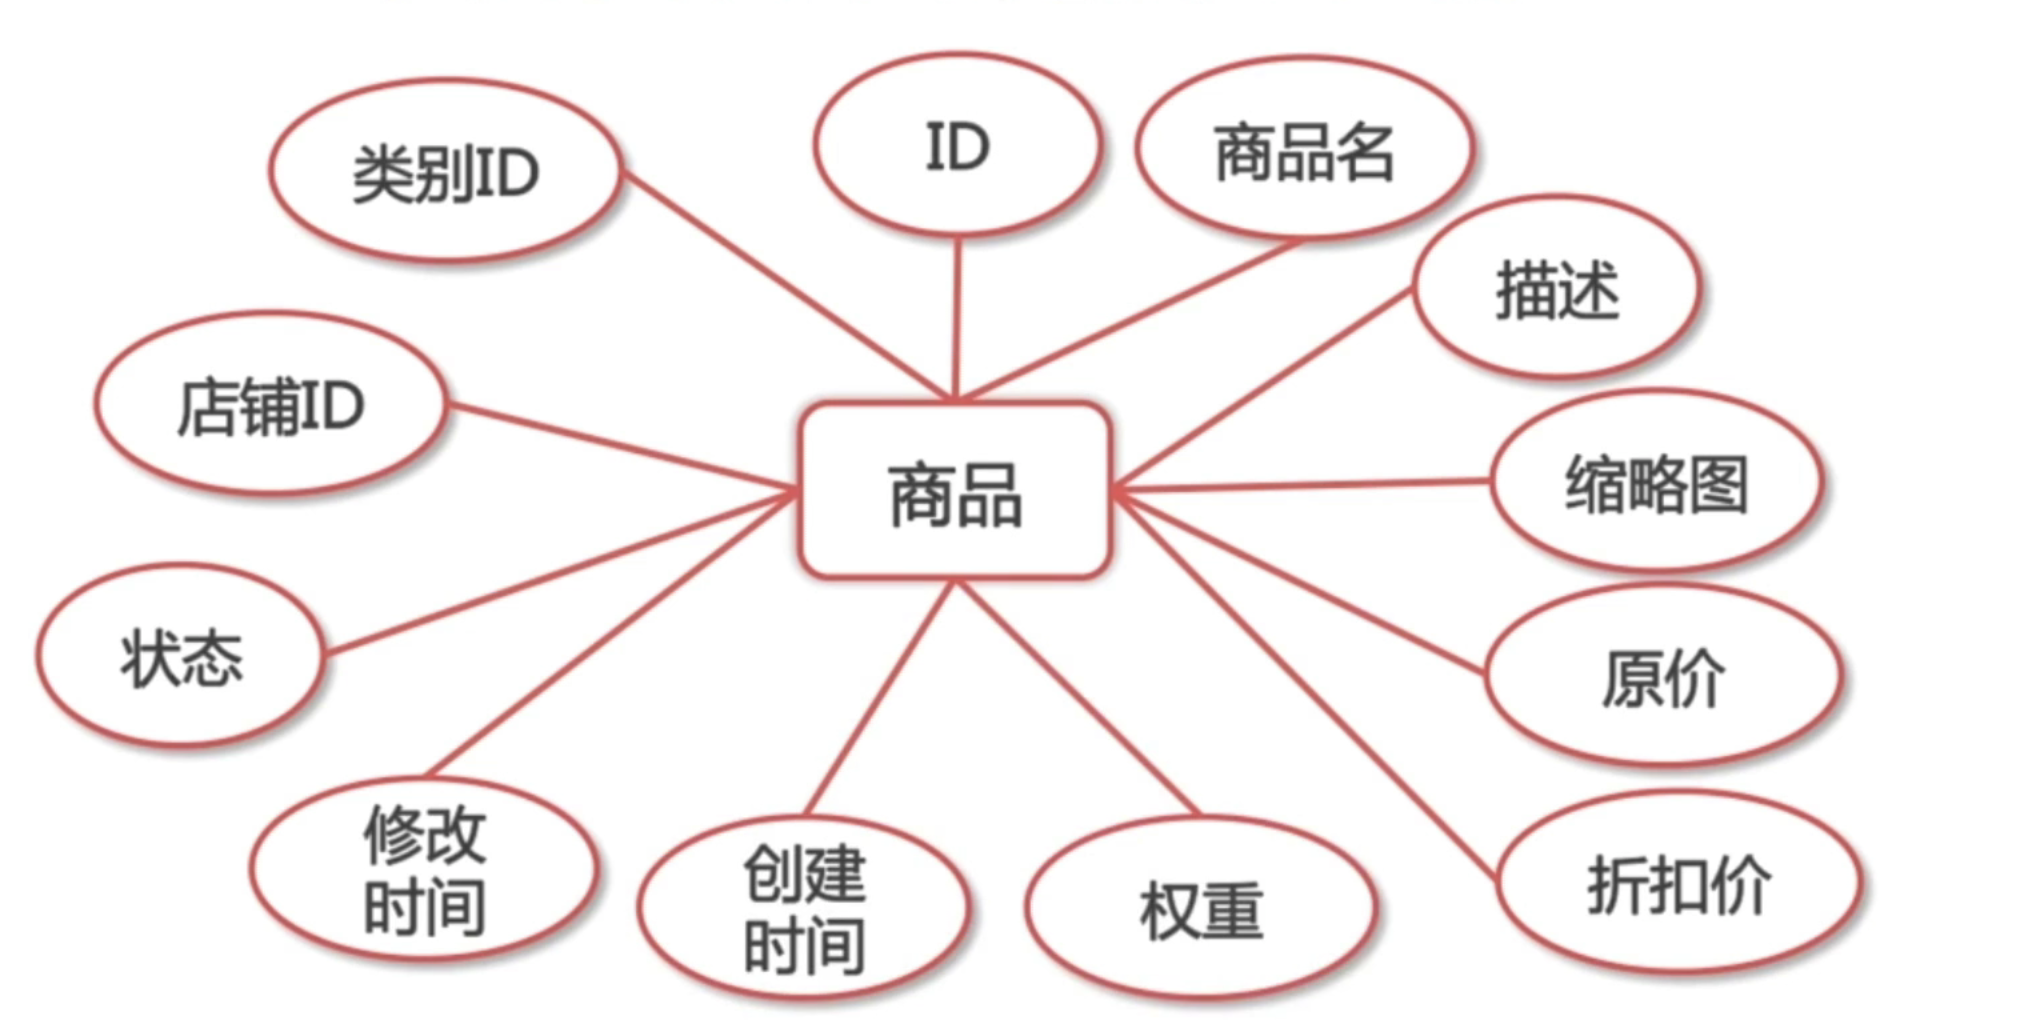 ID
商品名
类别ID
描述
店铺ID
商品
缩略图
状态
原价
修改
时间
创建
时间
权重
折扣价